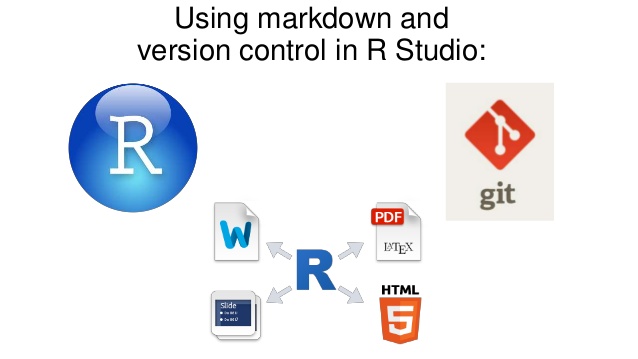 Using markdown and
version control in R Studio:
R
git
W
PDF
LATEX
R
Slide
HTML
5